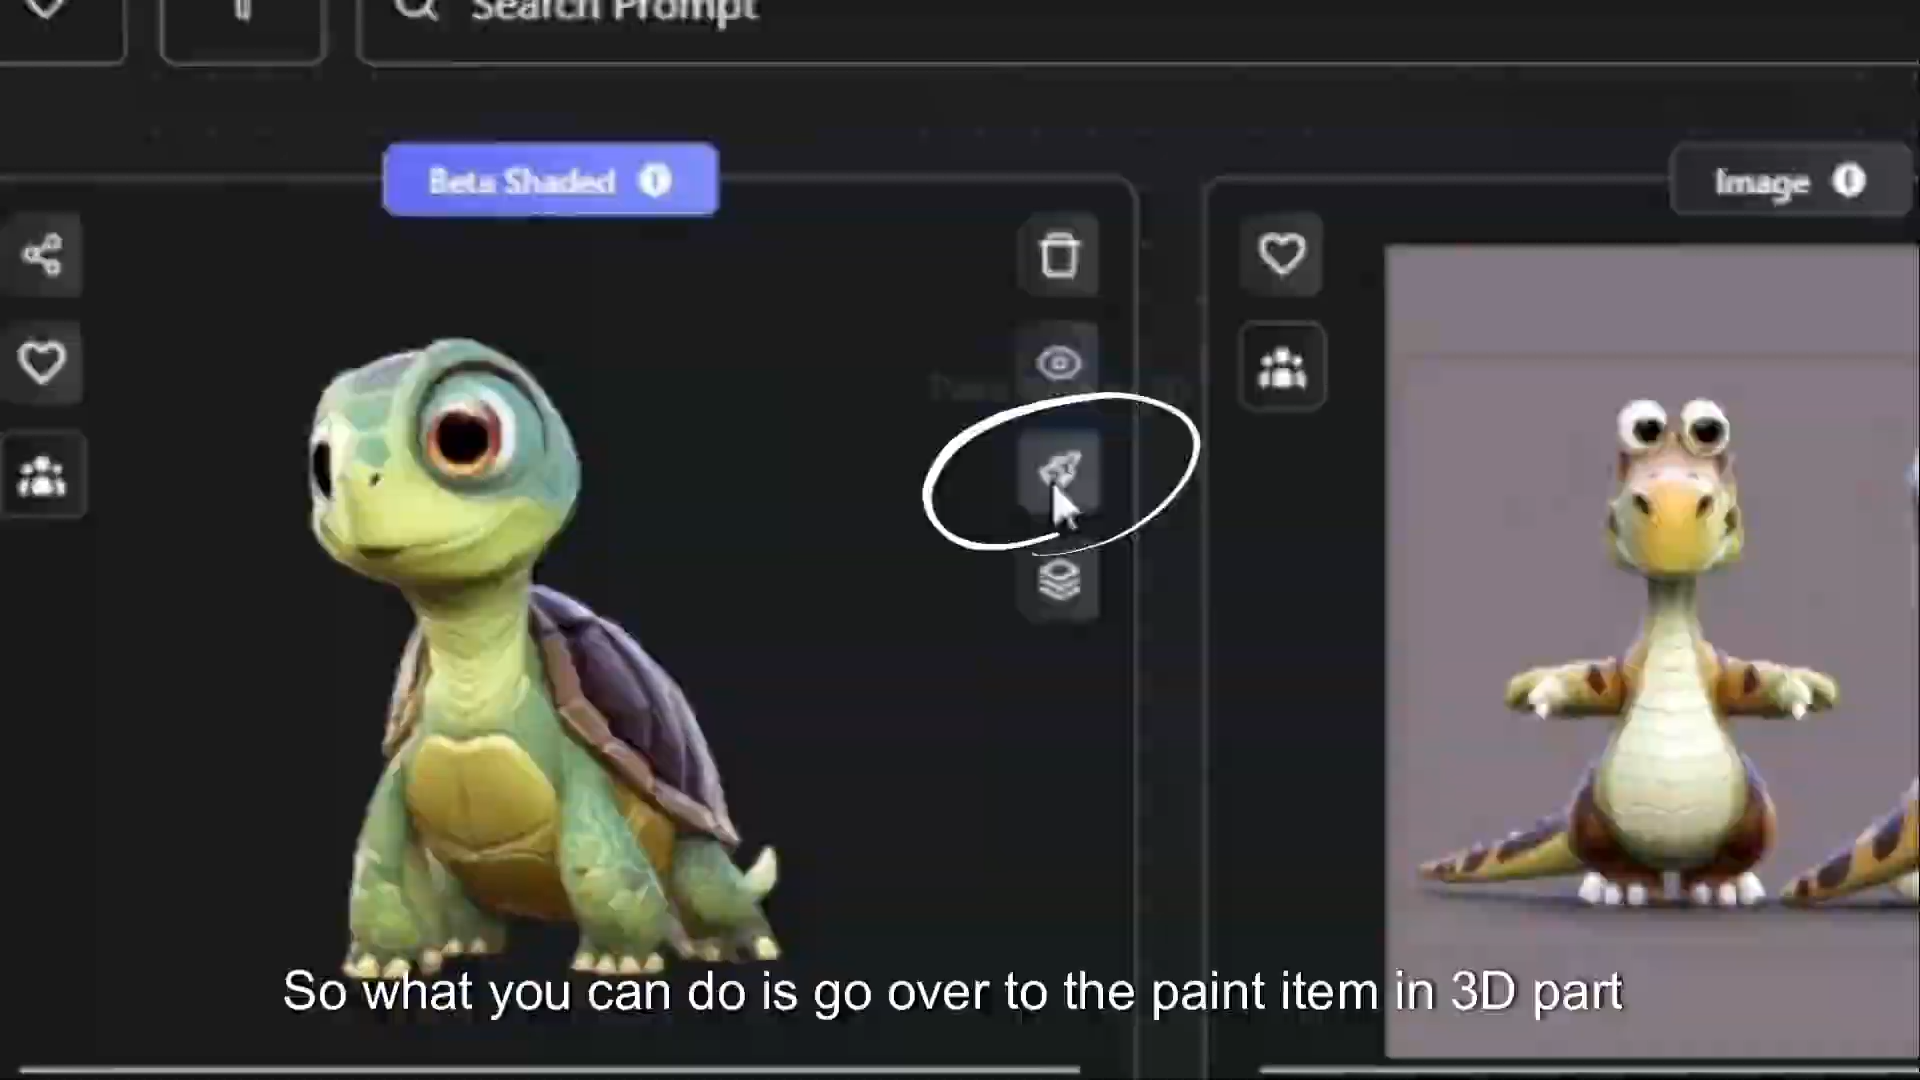 Search Prompt
Beta Shaded
Image
So what you can do is go over to the paint item in 3D part